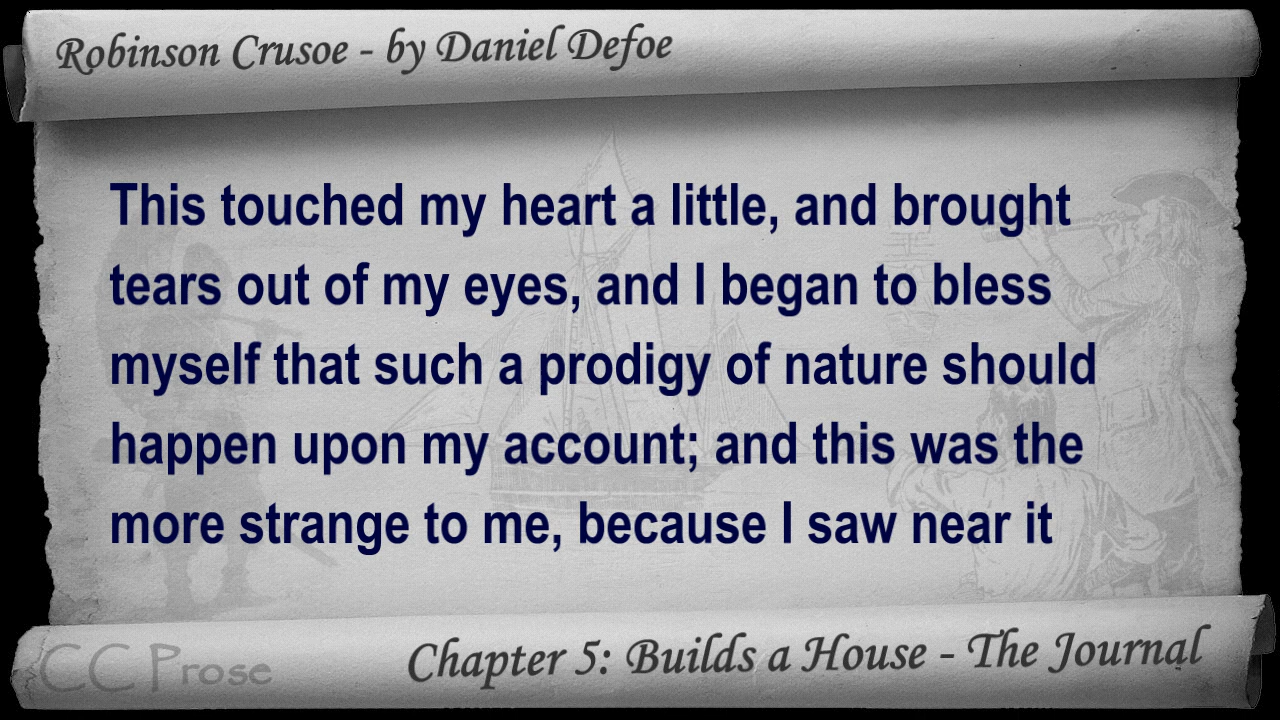 Robinson Crusoe - by Daniel Defoe
This touched my heart a little, and brought
tears out of my eyes, and I began to bless
myself that such a prodigy of nature should
happen upon my account; and this was the
more strange to me, because I saw near it
CC Prose
Chapter 5: Builds a House - The Journal